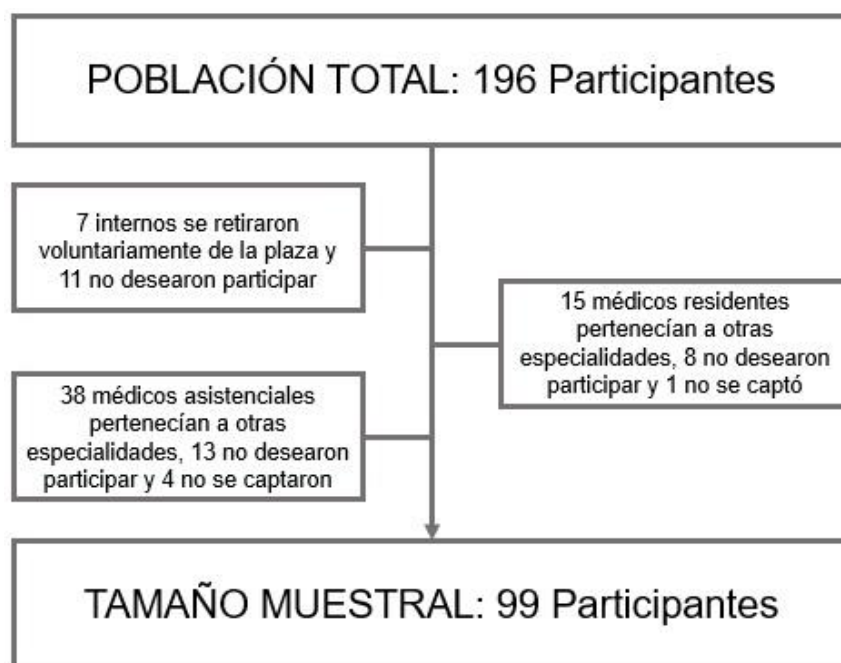 POBLACIÓN TOTAL: 196 Participantes
7 internos se retiraron
voluntariamente de la plaza y
11 no desearon participar
15 médicos residentes
pertenecían a otras
especialidades, 8 no desearon
participar y 1 no se captó
38 médicos asistenciales
pertenecían a otras
especialidades, 13 no desearon
participar y 4 no se captaron
TAMAÑO MUESTRAL: 99 Participantes